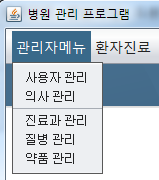 병원 관리 프로그램
관리자메뉴 환자진료
사용자 관리
의사 관리
진료과 관리
질병 관리
약품 관리